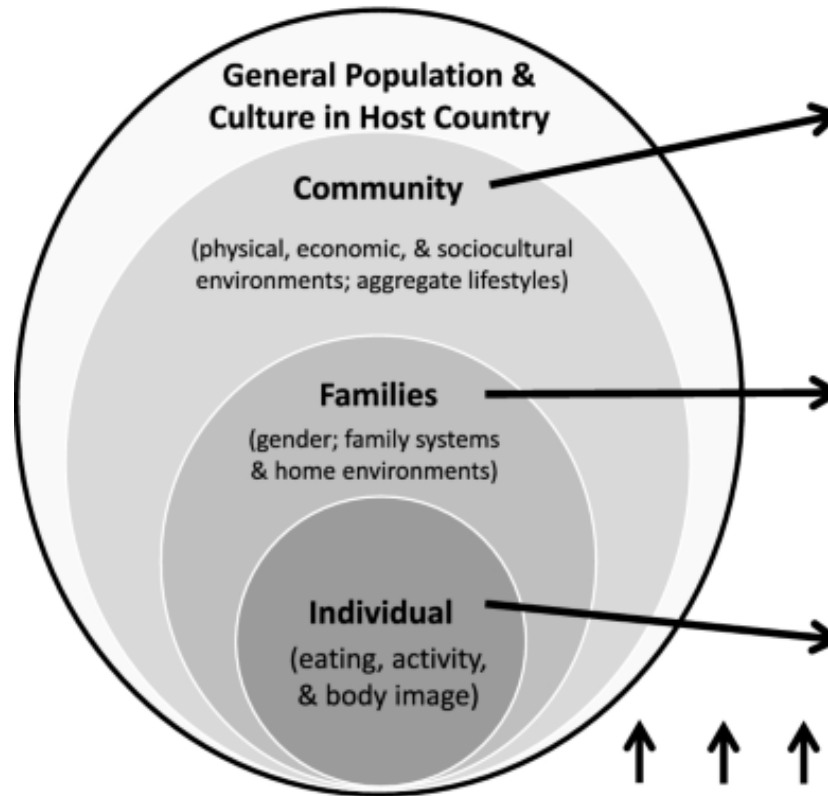 General Population &
Culture in Host Country
Community
(physical, economic, & sociocultural
environments; aggregate lifestyles)
Families
(gender; family systems
& home environments)
Individual
(eating, activity,
& body image)